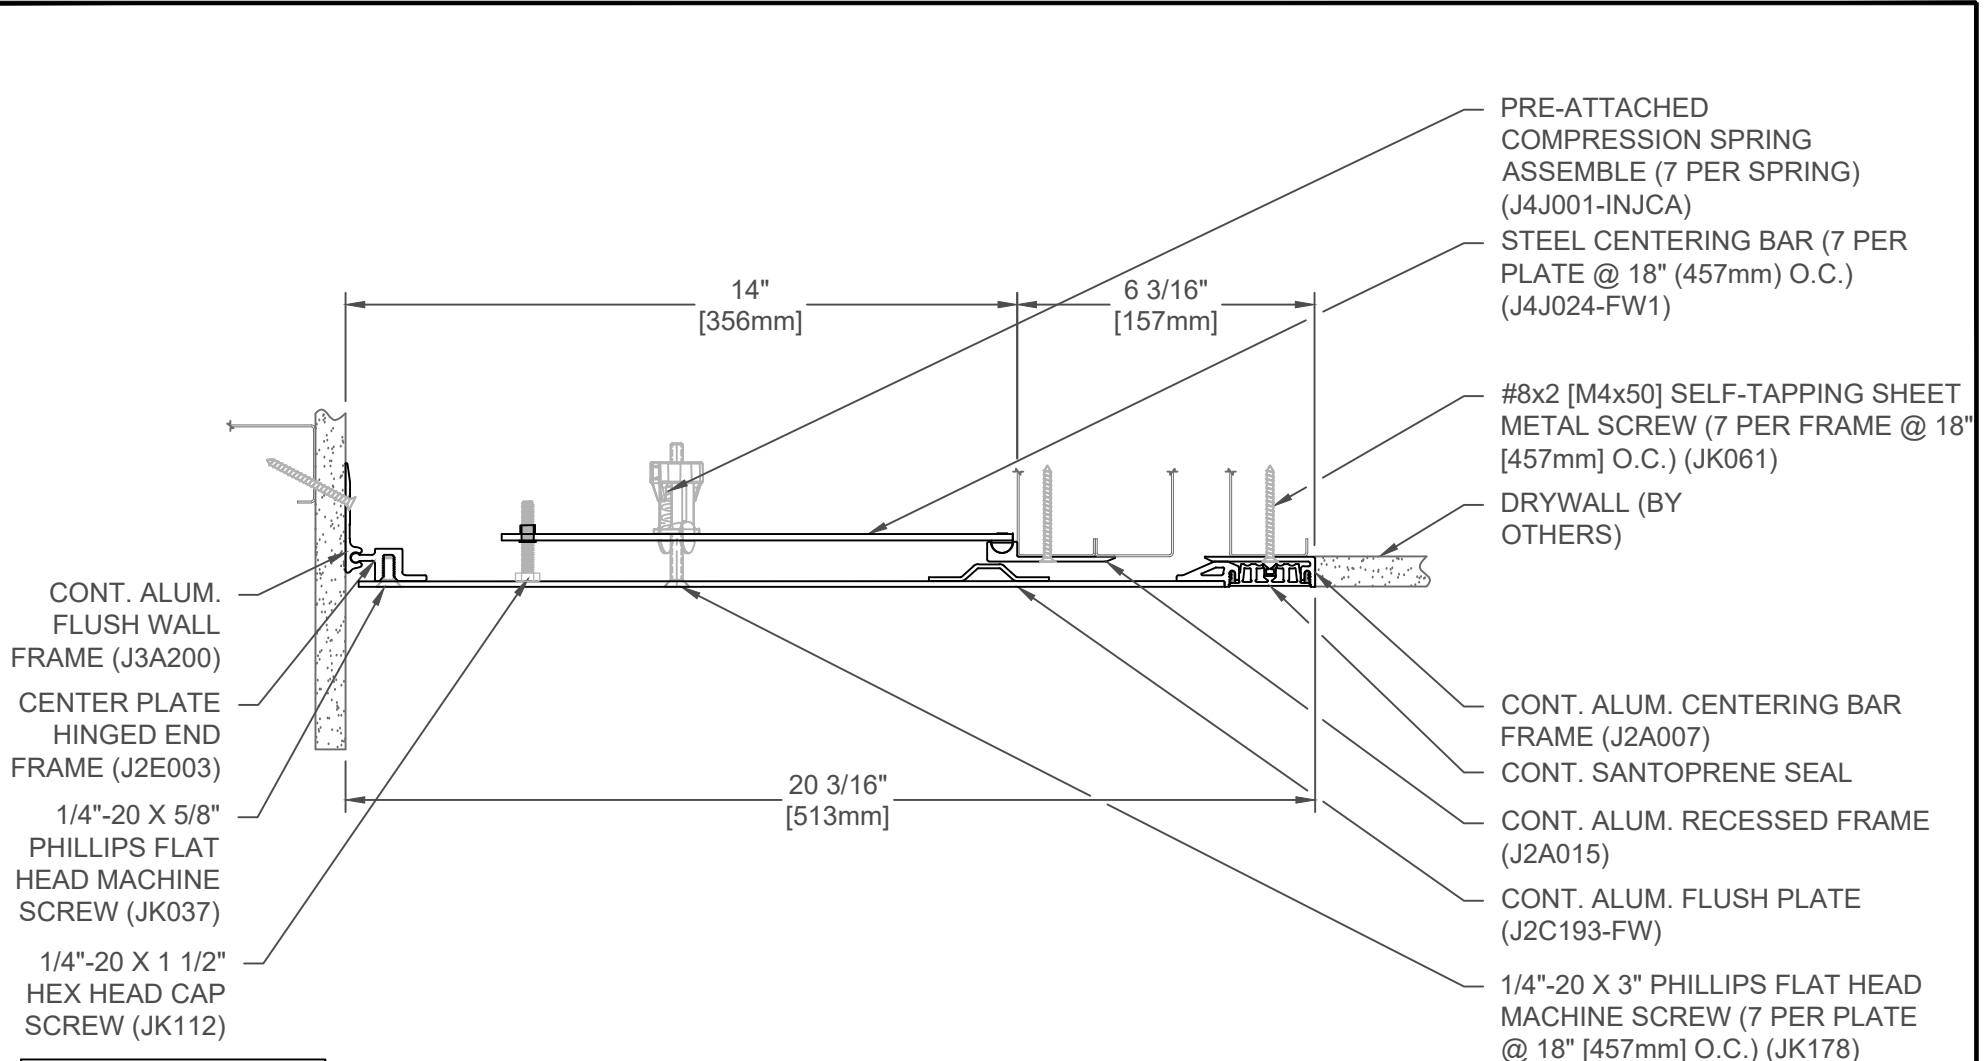 PRE-ATTACHED
COMPRESSION SPRING
ASSEMBLE (7 PER SPRING)
(J4J001-INJCA)
STEEL CENTERING BAR (7 PER
PLATE @ 18" (457mm) O.C.)
(J4J024-FW1)
14"
[356mm]
6 3/16"
[157mm]
#8x2 [M4x50] SELF-TAPPING SHEET
METAL SCREW (7 PER FRAME @ 18"
[457mm] O.C.) (JK061)
DRYWALL (BY
OTHERS)
CONT. ALUM.
FLUSH WALL
FRAME (J3A200)
CENTER PLATE
HINGED END
FRAME (J2E003)
1/4"-20 X 5/8"
PHILLIPS FLAT
HEAD MACHINE
SCREW (JK037)
1/4"-20 X 1 1/2"
HEX HEAD CAP
SCREW (JK112)
20 3/16"
[513mm]
CONT. ALUM. CENTERING BAR
FRAME (J2A007)
CONT. SANTOPRENE SEAL
CONT. ALUM. RECESSED FRAME
(J2A015)
CONT. ALUM. FLUSH PLATE
(J2C193-FW)
1/4"-20 X 3" PHILLIPS FLAT HEAD
MACHINE SCREW (7 PER PLATE
@ 18" [457mm] O.C.) (JK178)